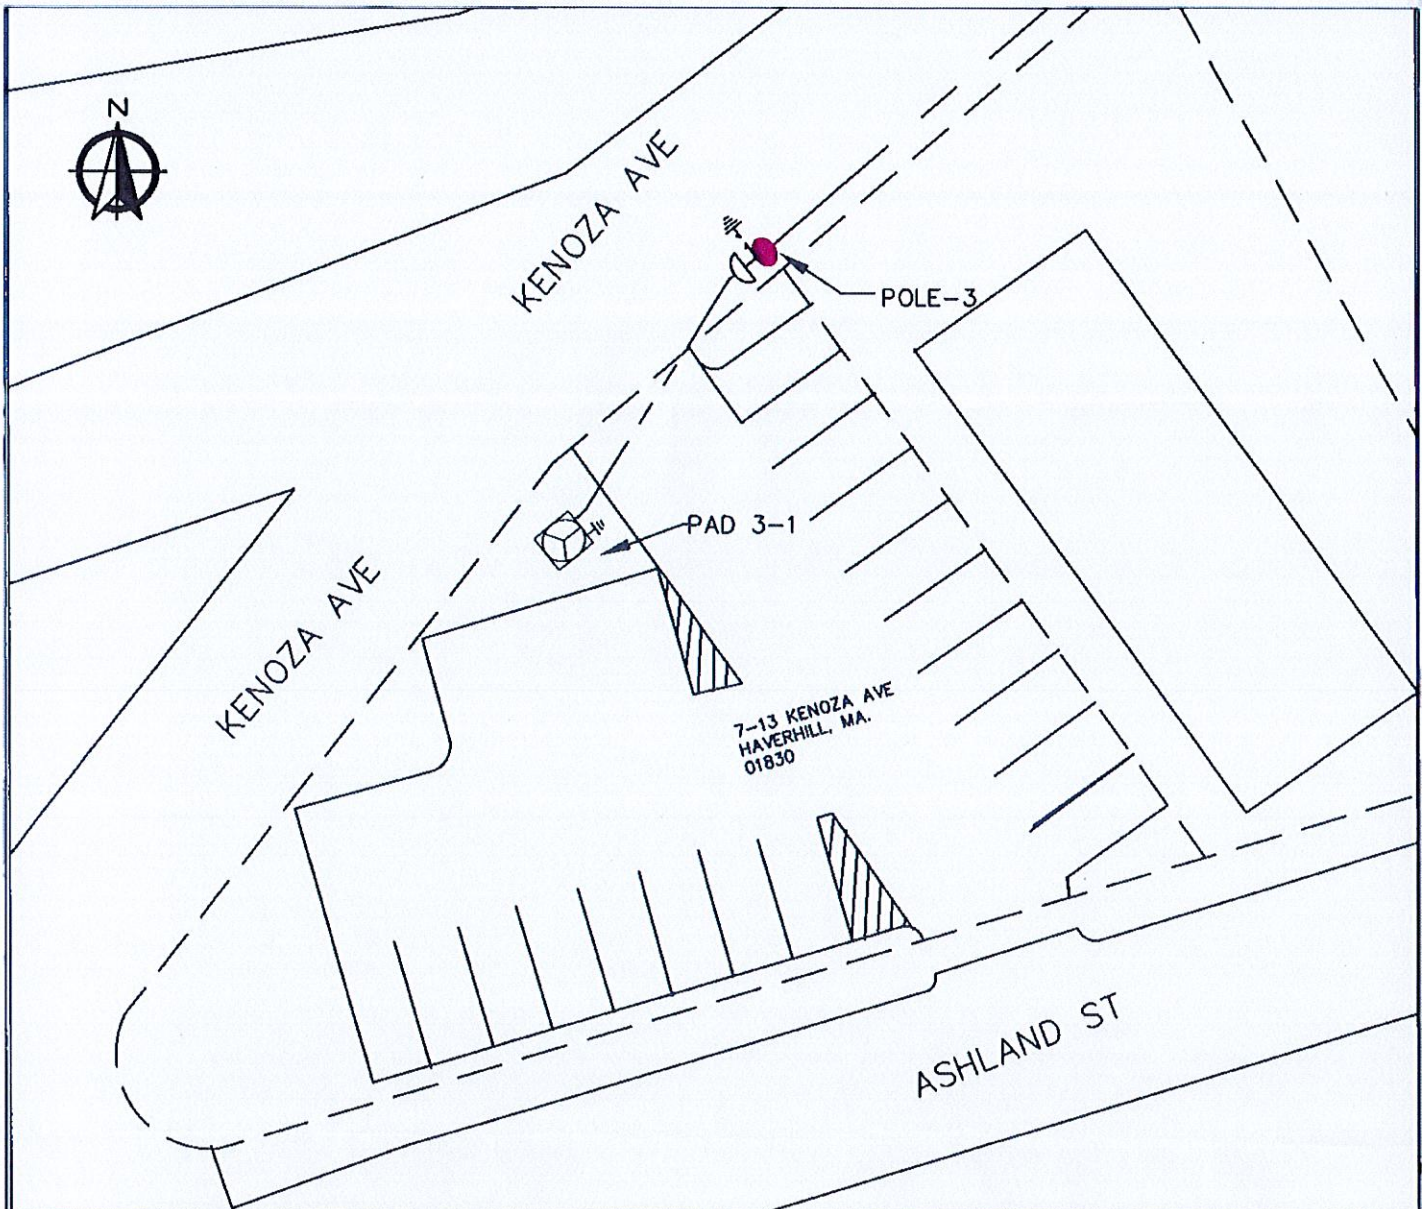 N
KENOZA AVE
POLE-3
PAD 3-1
KENOZA AVE
7-13 KENOZA AVE
HAVERHILL, MA.
01830
ASHLAND ST